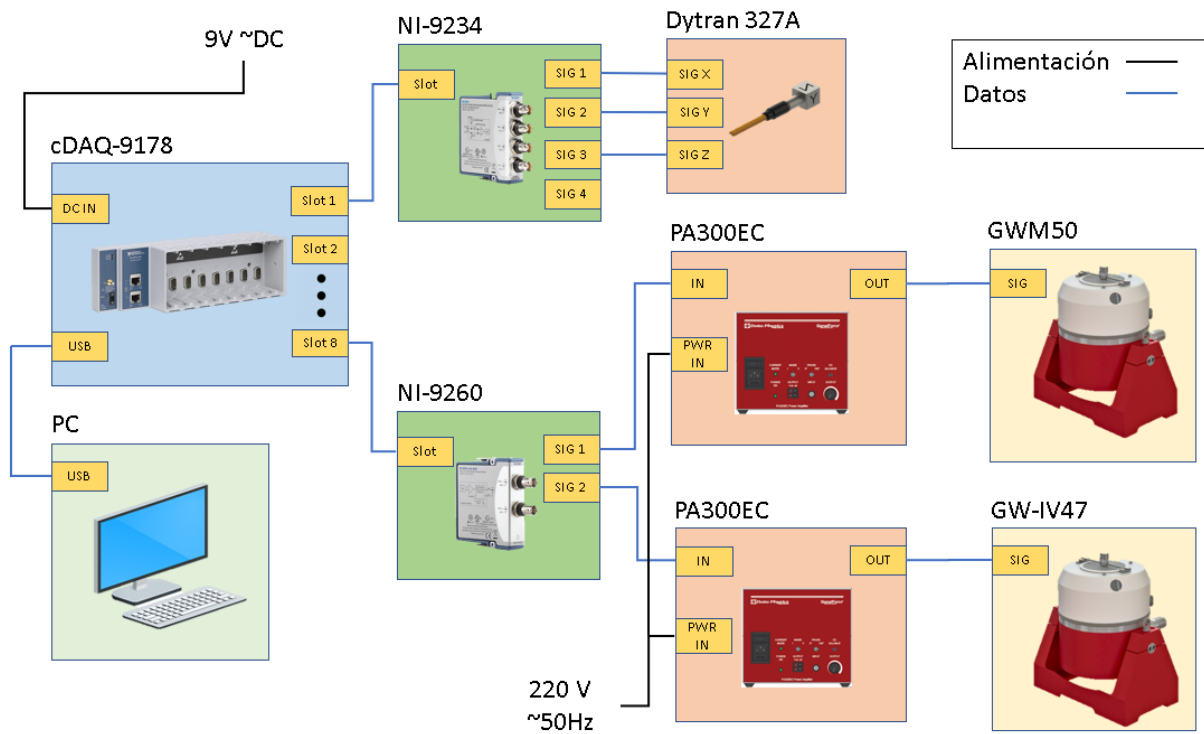 9V ~DC
NI-9234
Dytran 327A
Alimentación
Datos
Slot
SIG 1
SIG 2
SIG 3
SIG 4
SIG X
SIG Y
SIG Z
cDAQ-9178
DC IN
USB
Slot 1
Slot 2
Slot 8
PC
USB
NI-9260
Slot
SIG 1
SIG 2
PA300EC
IN
PWR
IN
OUT
GWM50
SIG
PA300EC
IN
PWR
IN
OUT
GW-IV47
SIG
220 V
~50Hz